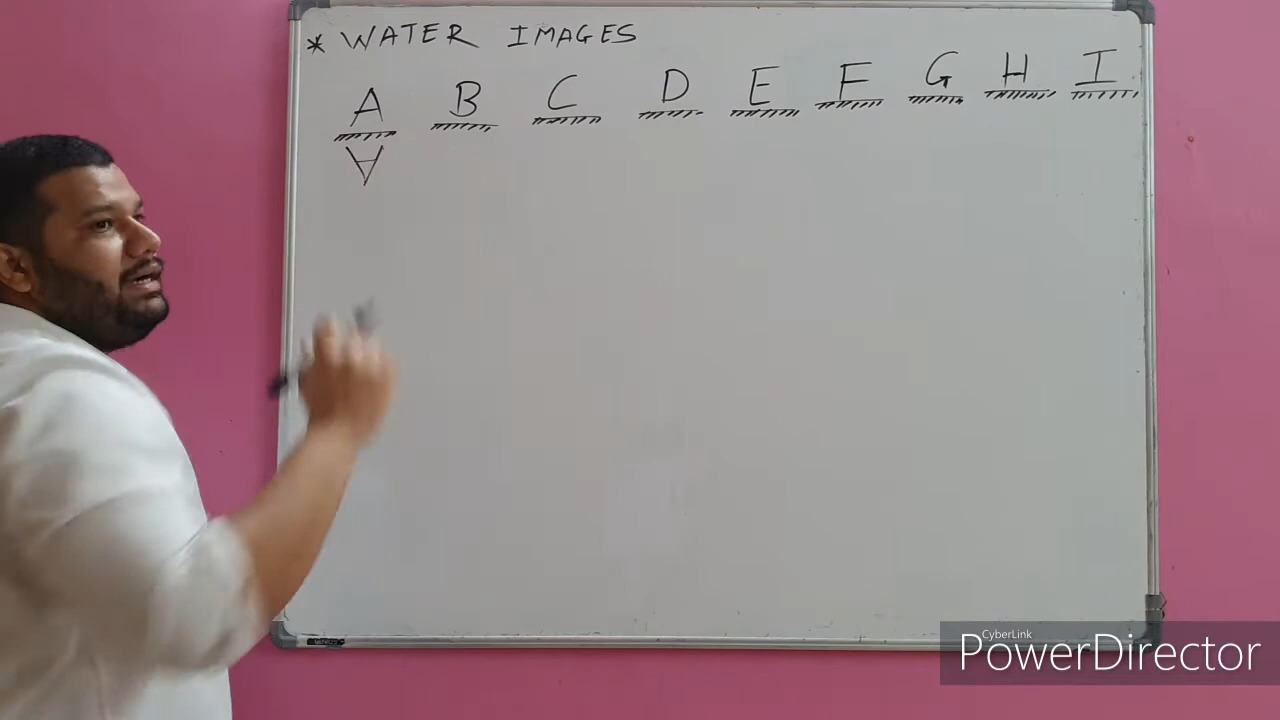 * WATER IMAGES
A B C D E F G H I
∀
CyberLink
PowerDirector